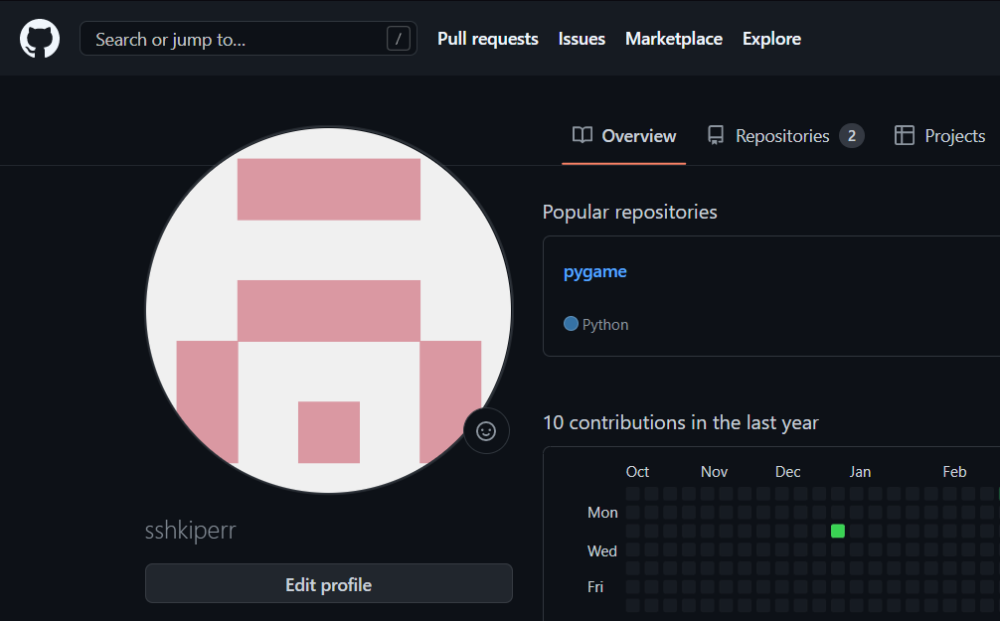 Search or jump to... /
Pull requests
Issues
Marketplace
Explore
Overview
Repositories 2
Projects
Popular repositories
pygame
Python
10 contributions in the last year
Oct Nov Dec Jan Feb
Mon
Wed
Fri
sshkiperr
Edit profile